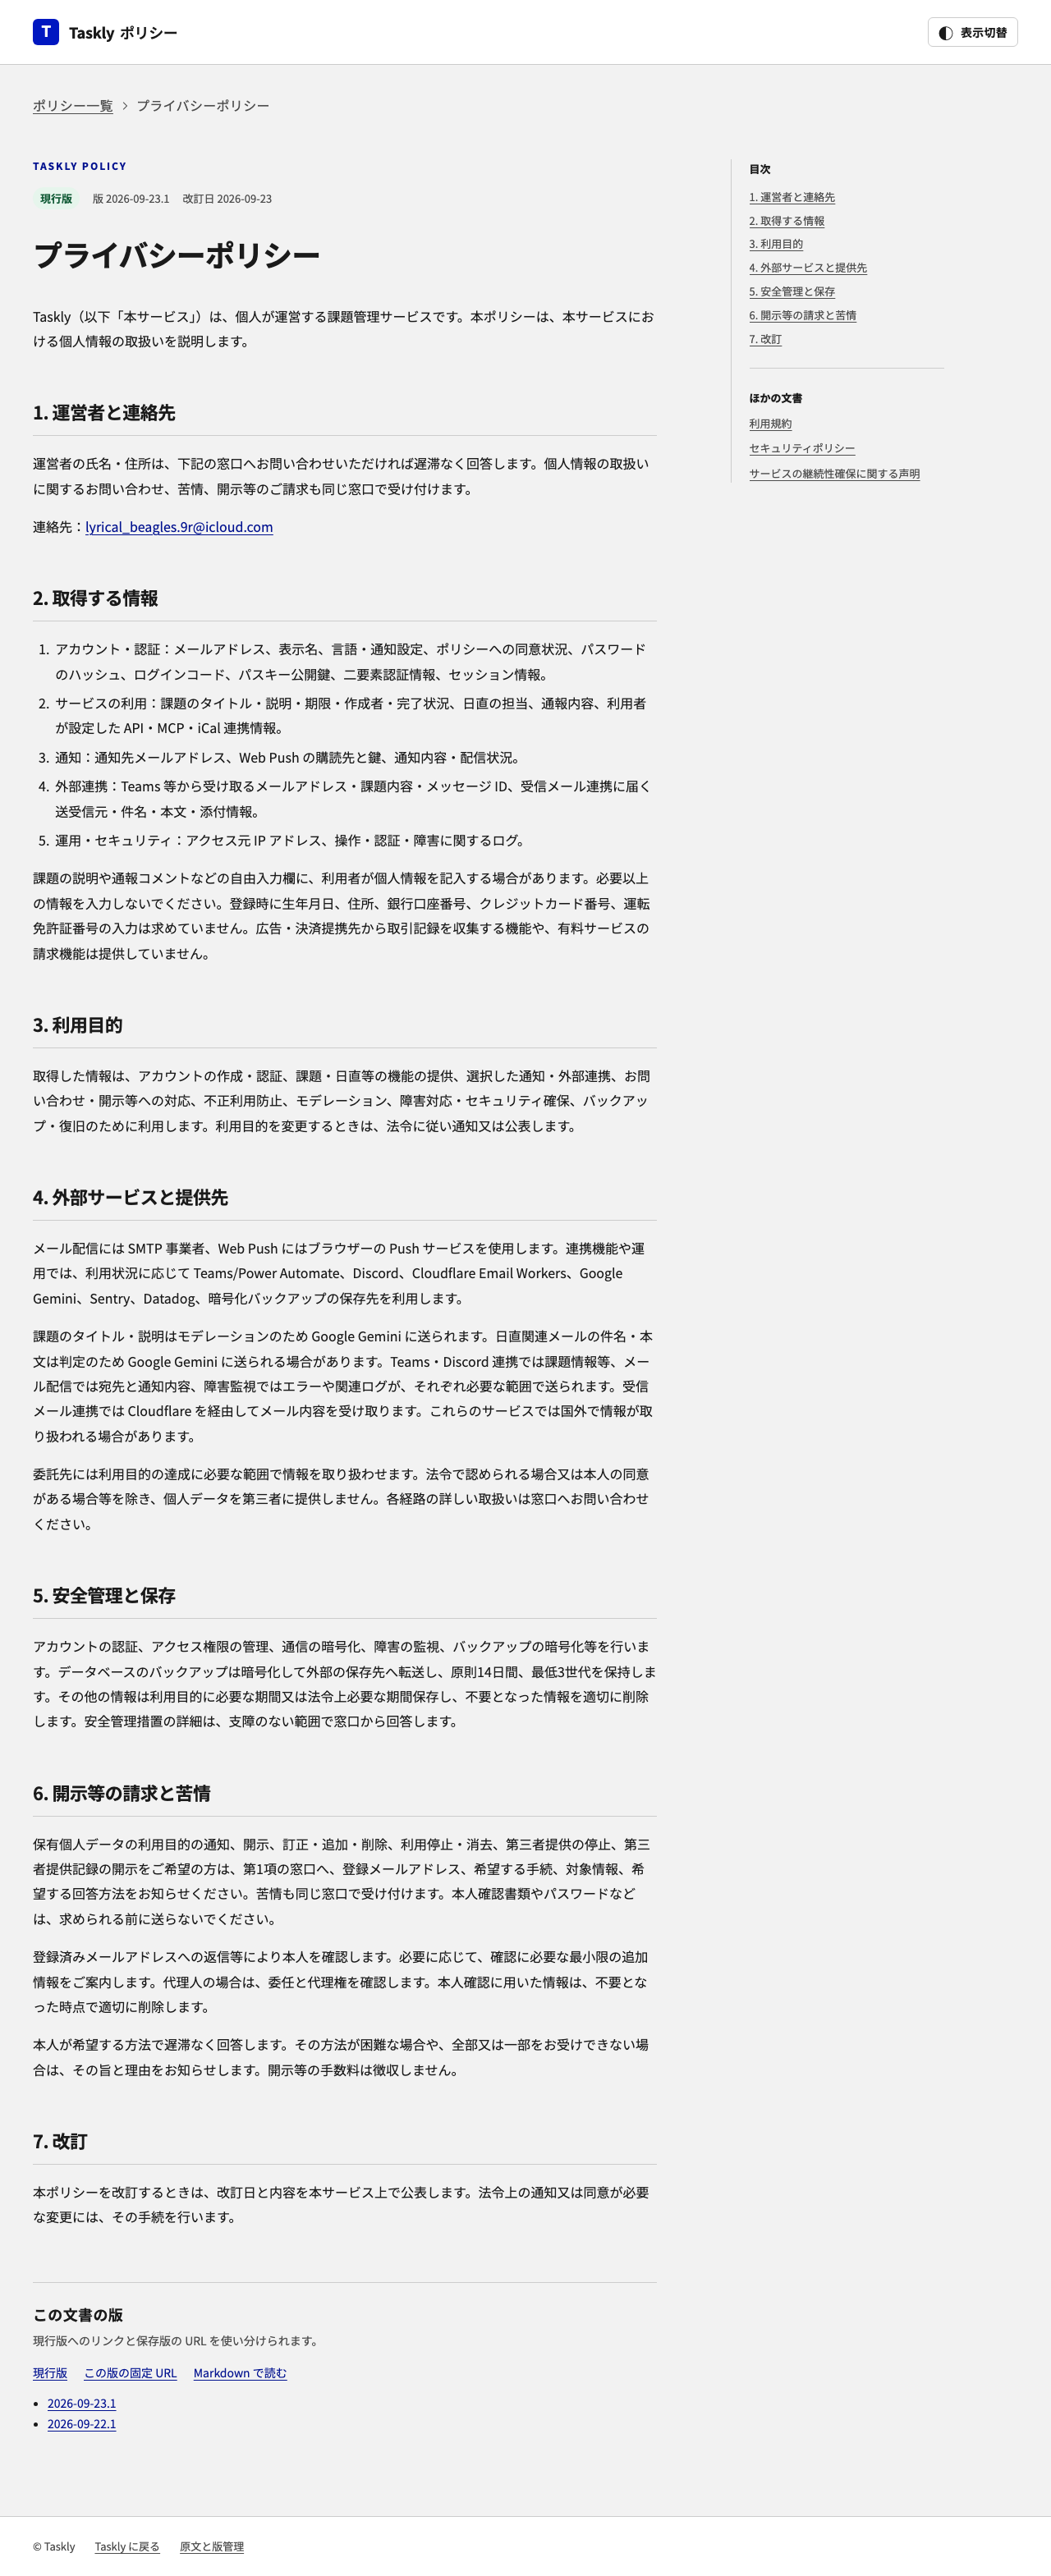 T Taskly ポリシー
表示切替
ポリシー一覧 > プライバシーポリシー
TASKLY POLICY
現行版 版 2026-09-23.1 改訂日 2026-09-23
プライバシーポリシー
Taskly（以下「本サービス」）は、個人が運営する課題管理サービスです。本ポリシーは、本サービスにお
ける個人情報の取扱いを説明します。
1. 運営者と連絡先
運営者の氏名・住所は、下記の窓口へお問い合わせいただければ遅滞なく回答します。個人情報の取扱い
に関するお問い合わせ、苦情、開示等のご請求も同じ窓口で受け付けます。
連絡先：lyrical_beagles.9r@icloud.com
2. 取得する情報
1. アカウント・認証：メールアドレス、表示名、言語・通知設定、ポリシーへの同意状況、パスワード
のハッシュ、ログインコード、パスキー公開鍵、二要素認証情報、セッション情報。
2. サービスの利用：課題のタイトル・説明・期限・作成者・完了状況、日直の担当、通報内容、利用者
が設定した API・MCP・iCal 連携情報。
3. 通知：通知先メールアドレス、Web Push の購読先と鍵、通知内容・配信状況。
4. 外部連携：Teams 等から受け取るメールアドレス・課題内容・メッセージ ID、受信メール連携に届く
送受信元・件名・本文・添付情報。
5. 運用・セキュリティ：アクセス元 IP アドレス、操作・認証・障害に関するログ。
課題の説明や通報コメントなどの自由入力欄に、利用者が個人情報を記入する場合があります。必要以上
の情報を入力しないでください。登録時に生年月日、住所、銀行口座番号、クレジットカード番号、運転
免許証番号の入力は求めていません。広告・決済提携先から取引記録を収集する機能や、有料サービスの
請求機能は提供していません。
3. 利用目的
取得した情報は、アカウントの作成・認証、課題・日直等の機能の提供、選択した通知・外部連携、お問
い合わせ・開示等への対応、不正利用防止、モデレーション、障害対応・セキュリティ確保、バックアッ
プ・復旧のために利用します。利用目的を変更するときは、法令に従い通知又は公表します。
4. 外部サービスと提供先
メール配信には SMTP 事業者、Web Push にはブラウザーの Push サービスを使用します。連携機能や運
用では、利用状況に応じて Teams/Power Automate、Discord、Cloudflare Email Workers、Google
Gemini、Sentry、Datadog、暗号化バックアップの保存先を利用します。
課題のタイトル・説明はモデレーションのため Google Gemini に送られます。日直関連メールの件名・本
文は判定のため Google Gemini に送られる場合があります。Teams・Discord 連携では課題情報等、メー
ル配信では宛先と通知内容、障害監視ではエラーや関連ログが、それぞれ必要な範囲で送られます。受信
メール連携では Cloudflare を経由してメール内容を受け取ります。これらのサービスでは国外で情報が取
り扱われる場合があります。
委託先には利用目的の達成に必要な範囲で情報を取り扱わせます。法令で認められる場合又は本人の同意
がある場合等を除き、個人データを第三者に提供しません。各経路の詳しい取扱いは窓口へお問い合わせ
ください。
5. 安全管理と保存
アカウントの認証、アクセス権限の管理、通信の暗号化、障害の監視、バックアップの暗号化等を行いま
す。データベースのバックアップは暗号化して外部の保存先へ転送し、原則14日間、最低3世代を保持しま
す。その他の情報は利用目的に必要な期間又は法令上必要な期間保存し、不要となった情報を適切に削除
します。安全管理措置の詳細は、支障のない範囲で窓口から回答します。
6. 開示等の請求と苦情
保有個人データの利用目的の通知、開示、訂正・追加・削除、利用停止・消去、第三者提供の停止、第三
者提供記録の開示をご希望の方は、第1項の窓口へ、登録メールアドレス、希望する手続、対象情報、希
望する回答方法をお知らせください。苦情も同じ窓口で受け付けます。本人確認書類やパスワードなど
は、求められる前に送らないでください。
登録済みメールアドレスへの返信等により本人を確認します。必要に応じて、確認に必要な最小限の追加
情報をご案内します。代理人の場合は、委任と代理権を確認します。本人確認に用いた情報は、不要とな
った時点で適切に削除します。
本人が希望する方法で遅滞なく回答します。その方法が困難な場合や、全部又は一部をお受けできない場
合は、その旨と理由をお知らせします。開示等の手数料は徴収しません。
7. 改訂
本ポリシーを改訂するときは、改訂日と内容を本サービス上で公表します。法令上の通知又は同意が必要
な変更には、その手続を行います。
この文書の版
現行版へのリンクと保存版の URL を使い分けられます。
現行版 この版の固定 URL Markdown で読む
• 2026-09-23.1
• 2026-09-22.1
目次
1. 運営者と連絡先
2. 取得する情報
3. 利用目的
4. 外部サービスと提供先
5. 安全管理と保存
6. 開示等の請求と苦情
7. 改訂
ほかの文書
利用規約
セキュリティポリシー
サービスの継続性確保に関する声明
© Taskly Taskly に戻る 原文と版管理